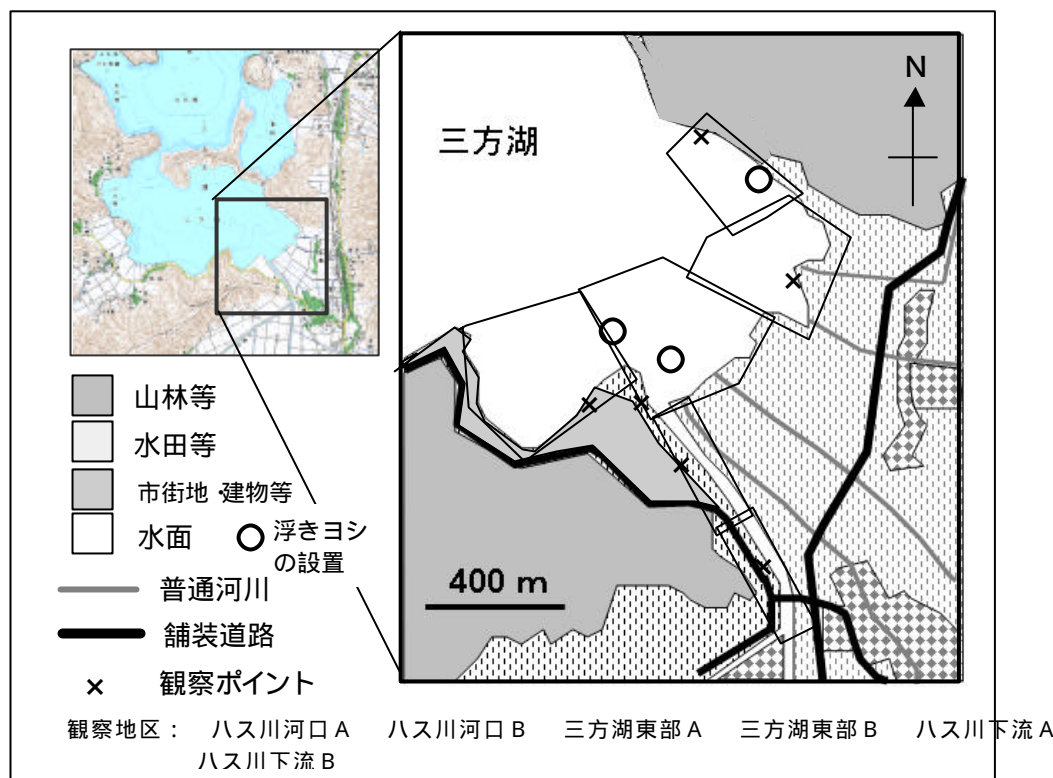 三方湖
N
400 m
山林等
水田等
市街地・建物等
水面
浮きヨシ
の設置
普通河川
舗装道路
× 観察ポイント
観察地区： ハス川河口A ハス川河口B 三方湖東部A 三方湖東部B ハス川下流A
ハス川下流B